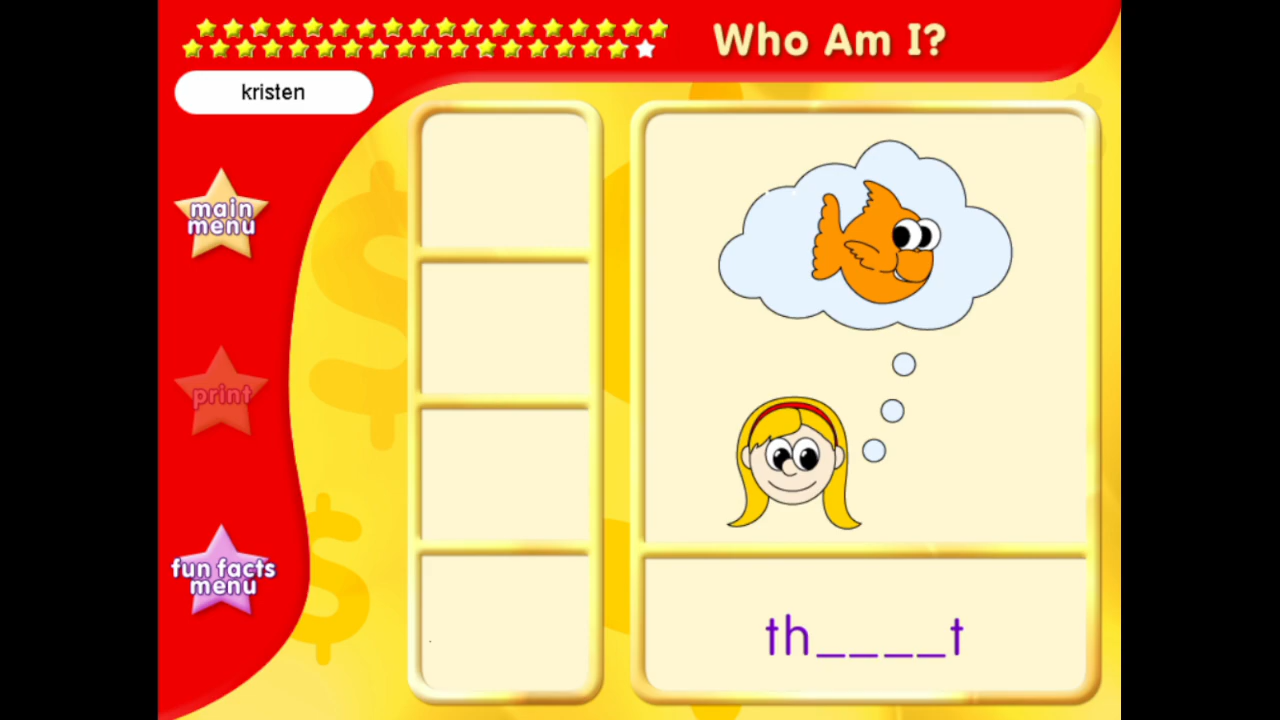 Who Am I?
kristen
main
menu
print
fun facts
menu
th____t